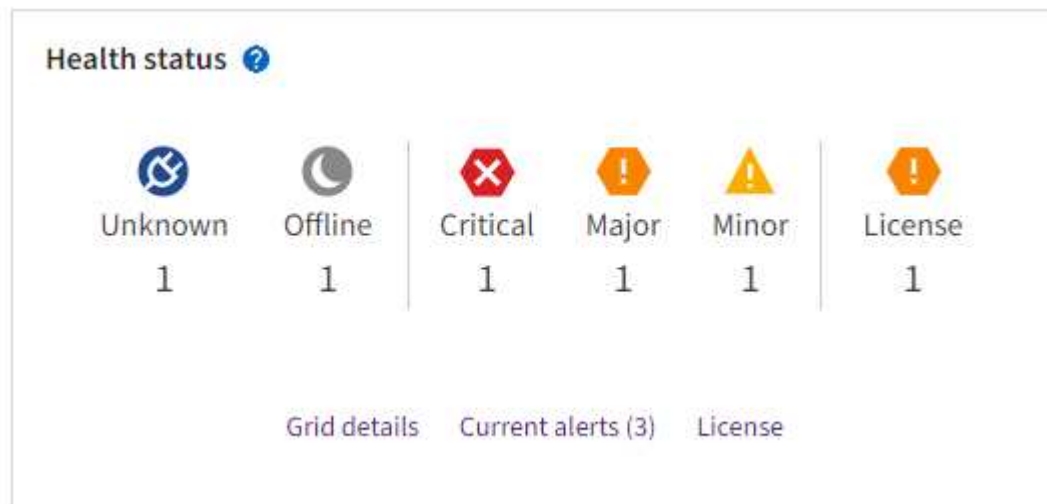 Health status ?
Unknown Offline Critical Major Minor License
1 1 1 1 1 1
Grid details Current alerts (3) License